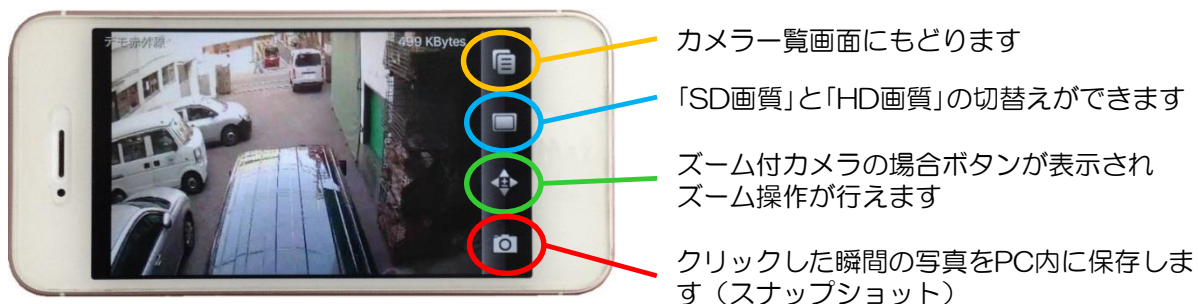 デモ赤外線
499 KBytes
カメラ一覧画面にもどります
「SD画質」と「HD画質」の切替えができます
ズーム付カメラの場合ボタンが表示され
ズーム操作が行えます
クリックした瞬間の写真をPC内に保存しま
す（スナップショット）